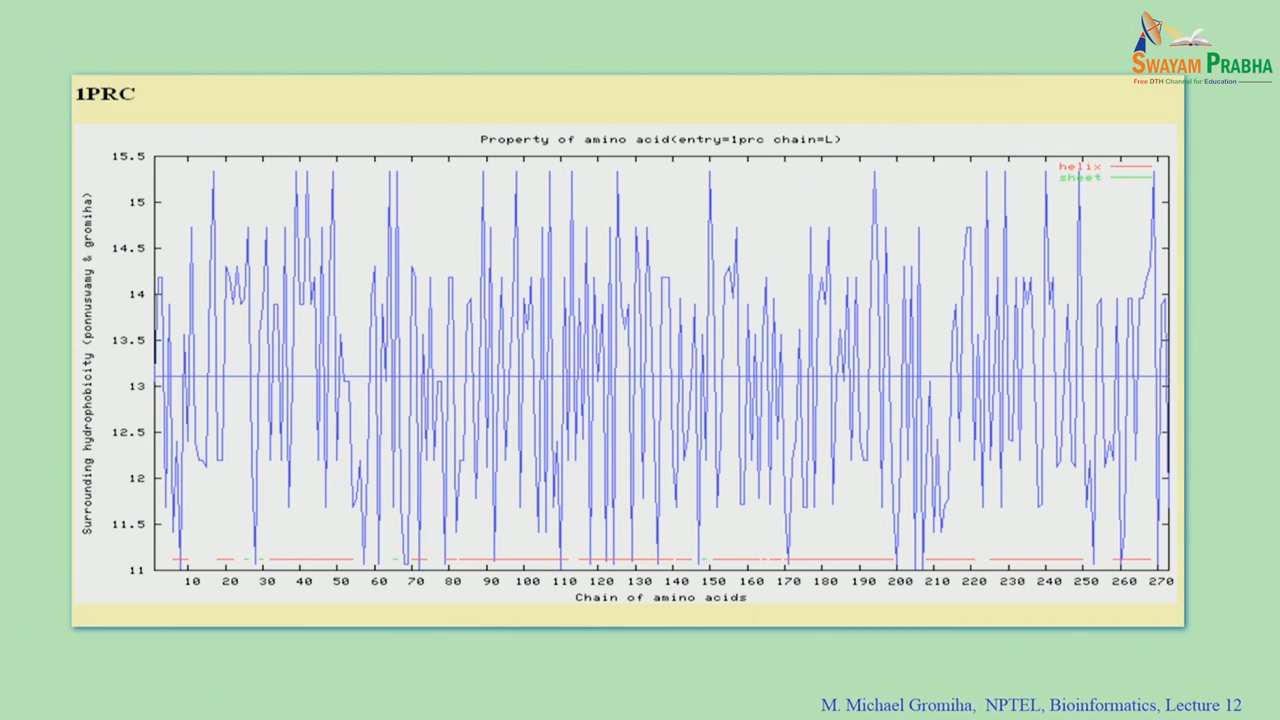 SWAYAM PRABHA
Free DTH Channel for Education
1PRC
Property of amino acid(entry=1prc chain=L)
helix
sheet
Surrounding hydrophobicity (ponnuswamy & gromiha)
15.5
15
14.5
14
13.5
13
12.5
12
11.5
11
10 20 30 40 50 60 70 80 90 100 110 120 130 140 150 160 170 180 190 200 210 220 230 240 250 260 270
Chain of amino acids
M. Michael Gromiha, NPTEL, Bioinformatics, Lecture 12